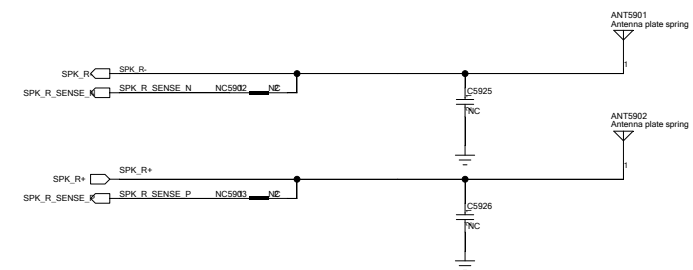 ANT5901
Antenna plate spring
1
SPK_R
SPK_R-
SPK_R_SENSE_N
SPK_R_SENSE_N
NC5902
NC
C5925
NC
ANT5902
Antenna plate spring
1
SPK_R+
SPK_R+
SPK_R_SENSE_P
SPK_R_SENSE_P
NC5903
NC
C5926
NC